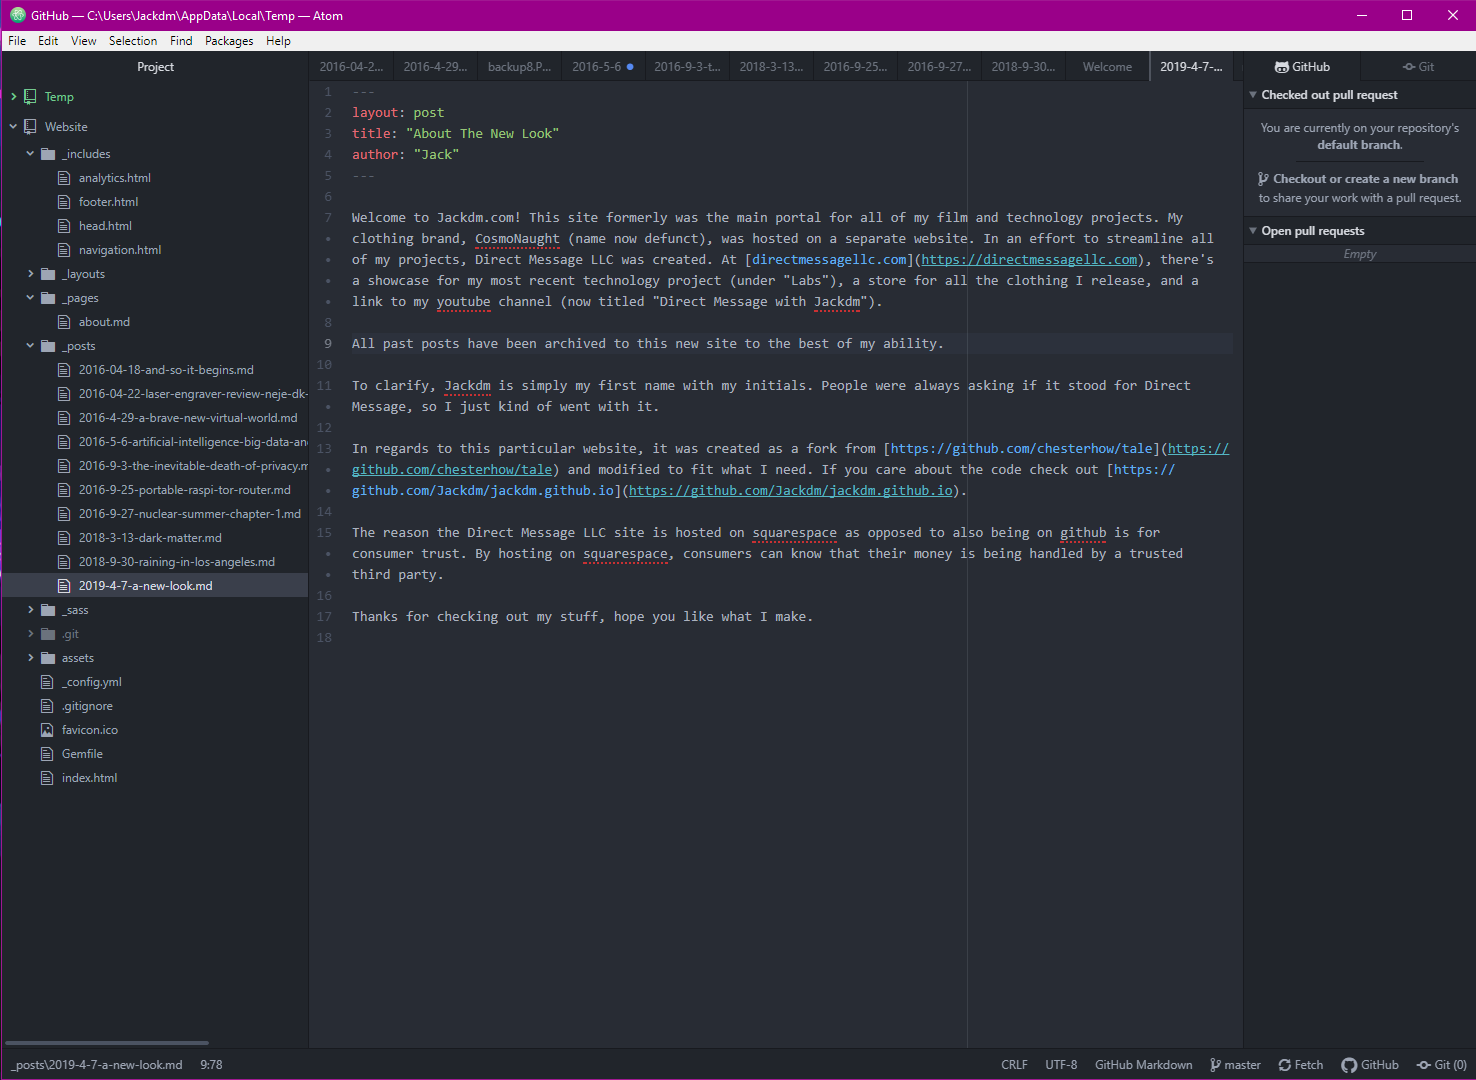 GitHub — C:\Users\Jackdm\AppData\Local\Temp — Atom
File Edit View Selection Find Packages Help
Project
Temp
Website
_includes
analytics.html
footer.html
head.html
navigation.html
_layouts
_pages
about.md
_posts
2016-04-18-and-so-it-begins.md
2016-04-22-laser-engraver-review-neje-dk-
2016-4-29-a-brave-new-virtual-world.md
2016-5-6-artificial-intelligence-big-data-an
2016-9-3-the-inevitable-death-of-privacy.m
2016-9-25-portable-raspi-tor-router.md
2016-9-27-nuclear-summer-chapter-1.md
2018-3-13-dark-matter.md
2018-9-30-raining-in-los-angeles.md
2019-4-7-a-new-look.md
_sass
.git
assets
_config.yml
.gitignore
favicon.ico
Gemfile
index.html
2016-04-2... 2016-4-29... backup8.P... 2016-5-6 2016-9-3-t... 2018-3-13... 2016-9-25... 2016-9-27... 2018-9-30... Welcome 2019-4-7-...
1 ---
2 layout: post
3 title: "About The New Look"
4 author: "Jack"
5 ---
6
7 Welcome to Jackdm.com! This site formerly was the main portal for all of my film and technology projects. My
• clothing brand, CosmoNaught (name now defunct), was hosted on a separate website. In an effort to streamline all
• of my projects, Direct Message LLC was created. At [directmessagellc.com](https://directmessagellc.com), there's
• a showcase for my most recent technology project (under "Labs"), a store for all the clothing I release, and a
• link to my youtube channel (now titled "Direct Message with Jackdm").
8
9 All past posts have been archived to this new site to the best of my ability.
10
11 To clarify, Jackdm is simply my first name with my initials. People were always asking if it stood for Direct
• Message, so I just kind of went with it.
12
13 In regards to this particular website, it was created as a fork from [https://github.com/chesterhow/tale](https://
• github.com/chesterhow/tale) and modified to fit what I need. If you care about the code check out [https://
• github.com/Jackdm/jackdm.github.io](https://github.com/Jackdm/jackdm.github.io).
14
15 The reason the Direct Message LLC site is hosted on squarespace as opposed to also being on github is for
• consumer trust. By hosting on squarespace, consumers can know that their money is being handled by a trusted
• third party.
16
17 Thanks for checking out my stuff, hope you like what I make.
18
GitHub Git
Checked out pull request
You are currently on your repository's
default branch.
Checkout or create a new branch
to share your work with a pull request.
Open pull requests
Empty
_posts\2019-4-7-a-new-look.md 9:78 CRLF UTF-8 GitHub Markdown master Fetch GitHub Git (0)